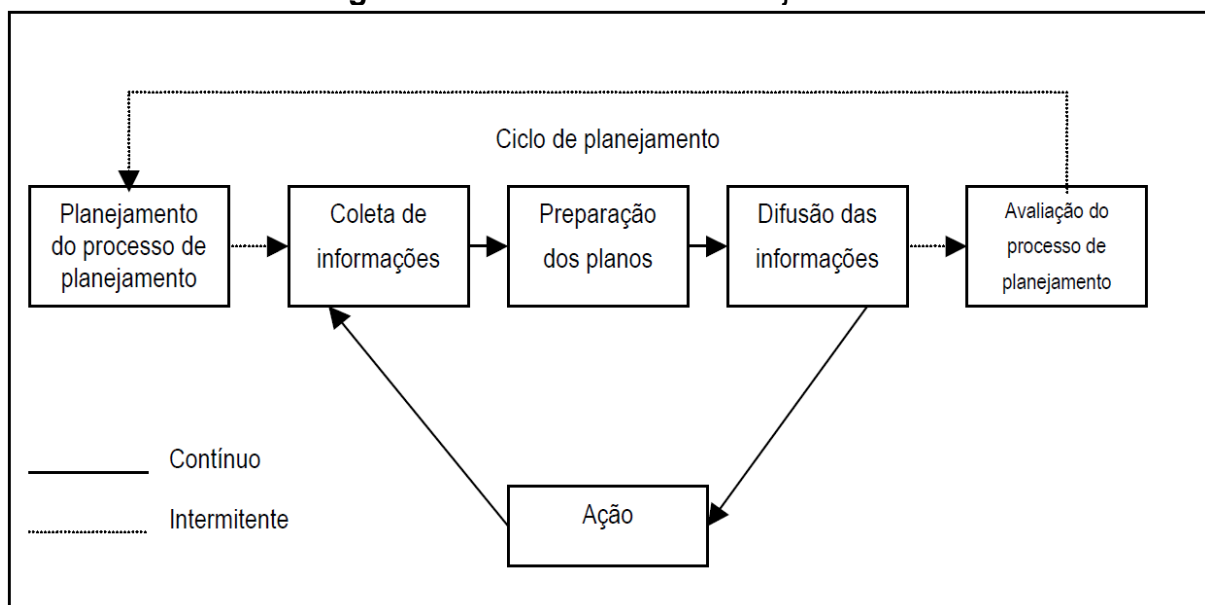 Ciclo de planejamento
Planejamento
do processo de
planejamento
Coleta de
informações
Preparação
dos planos
Difusão das
informações
Avaliação do
processo de
planejamento
Contínuo
Intermitente
Ação